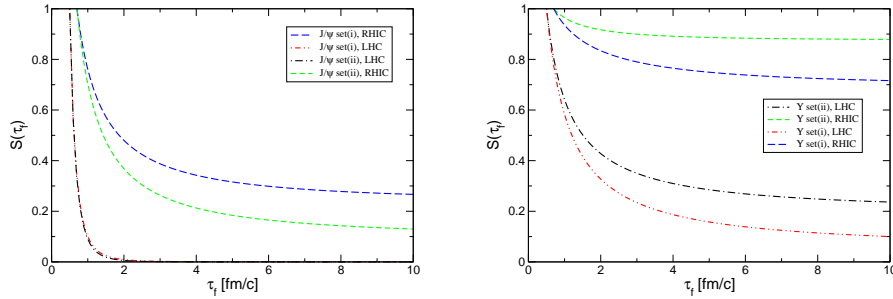 1
0.8
0.6
0.4
0.2
0
S(τf)
J/ψ set(i), RHIC
J/ψ set(i), LHC
J/ψ set(ii), LHC
J/ψ set(ii), RHIC
0 2 4 6 8 10
τf [fm/c]
1
0.8
0.6
0.4
0.2
0
S(τf)
Y set(ii), LHC
Y set(ii), RHIC
Y set(i), LHC
Y set(i), RHIC
0 2 4 6 8 10
τf [fm/c]